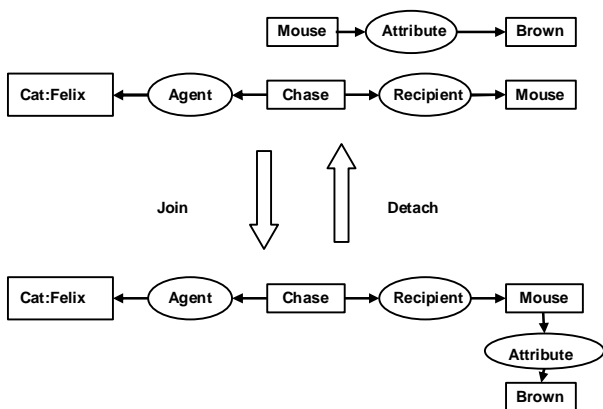 Mouse Attribute Brown
Cat:Felix Agent Chase Recipient Mouse
Join Detach
Cat:Felix Agent Chase Recipient Mouse
Attribute
Brown